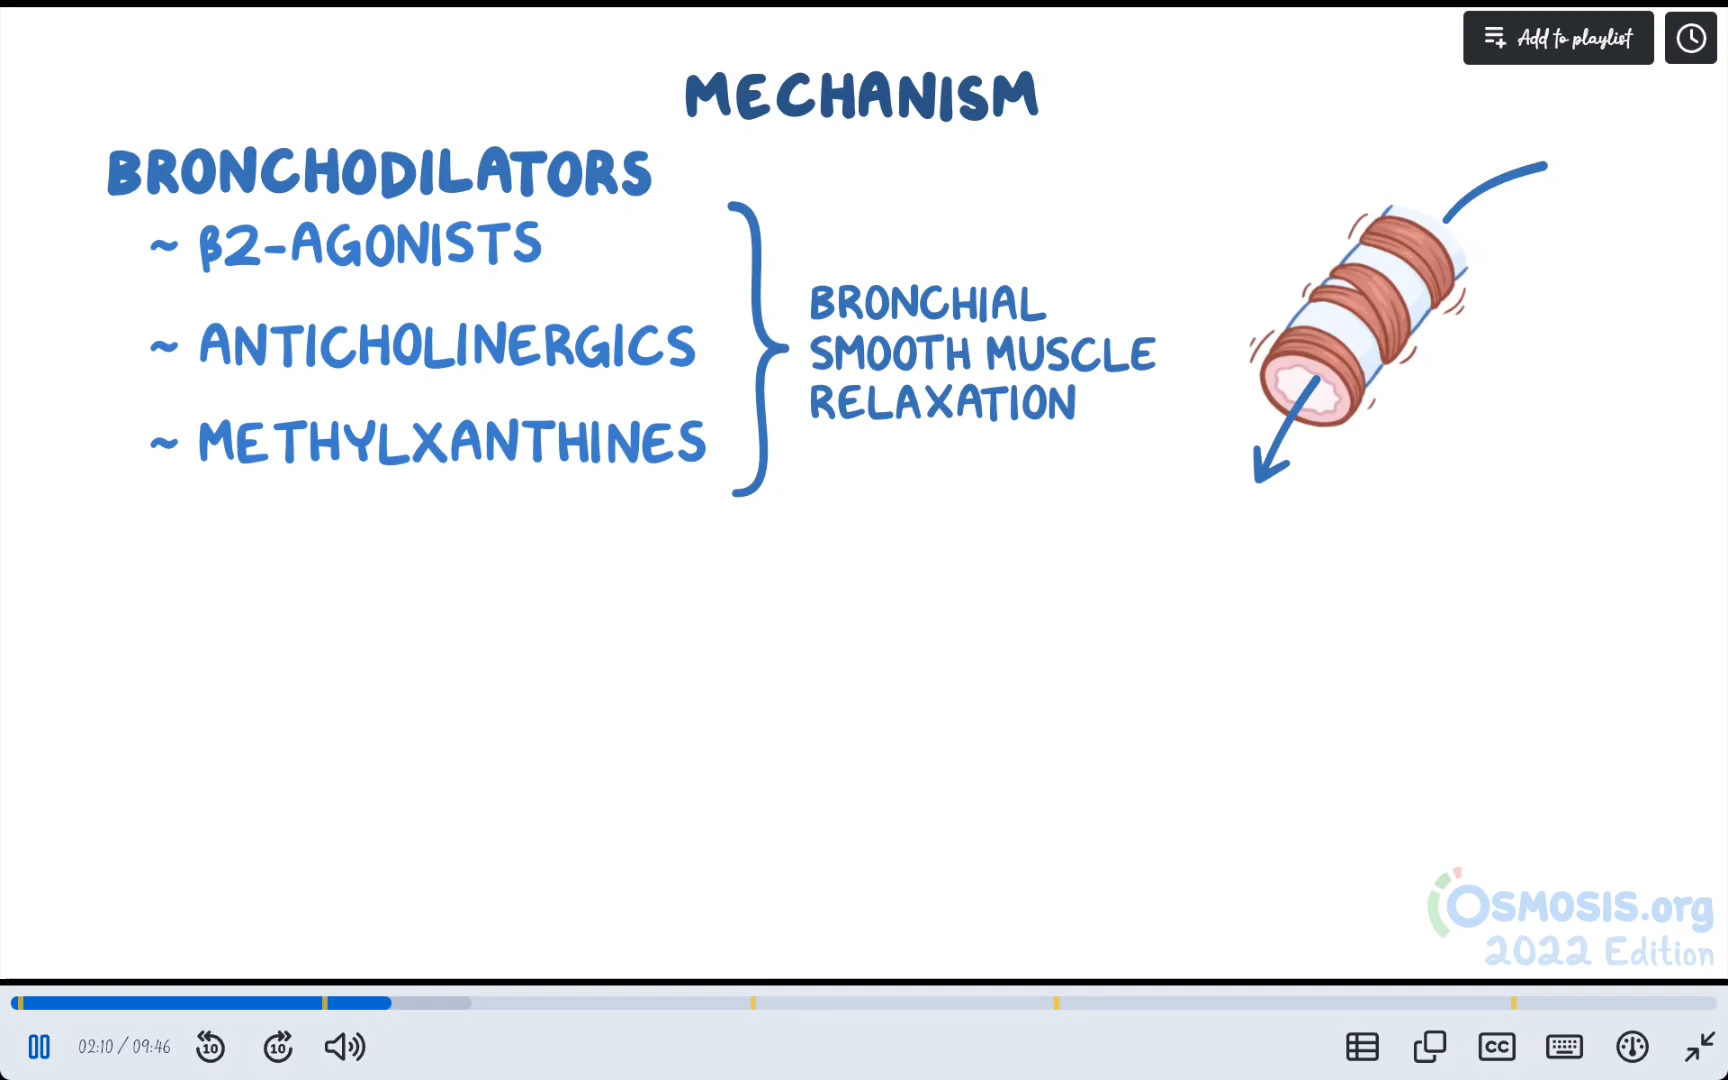 Add to playlist
MECHANISM
BRONCHODILATORS
~ β2-AGONISTS
~ ANTICHOLINERGICS
~ METHYLXANTHINES
BRONCHIAL
SMOOTH MUSCLE
RELAXATION
OSMOSIS.org
2022 Edition
02:10 / 09:46
10
10
CC